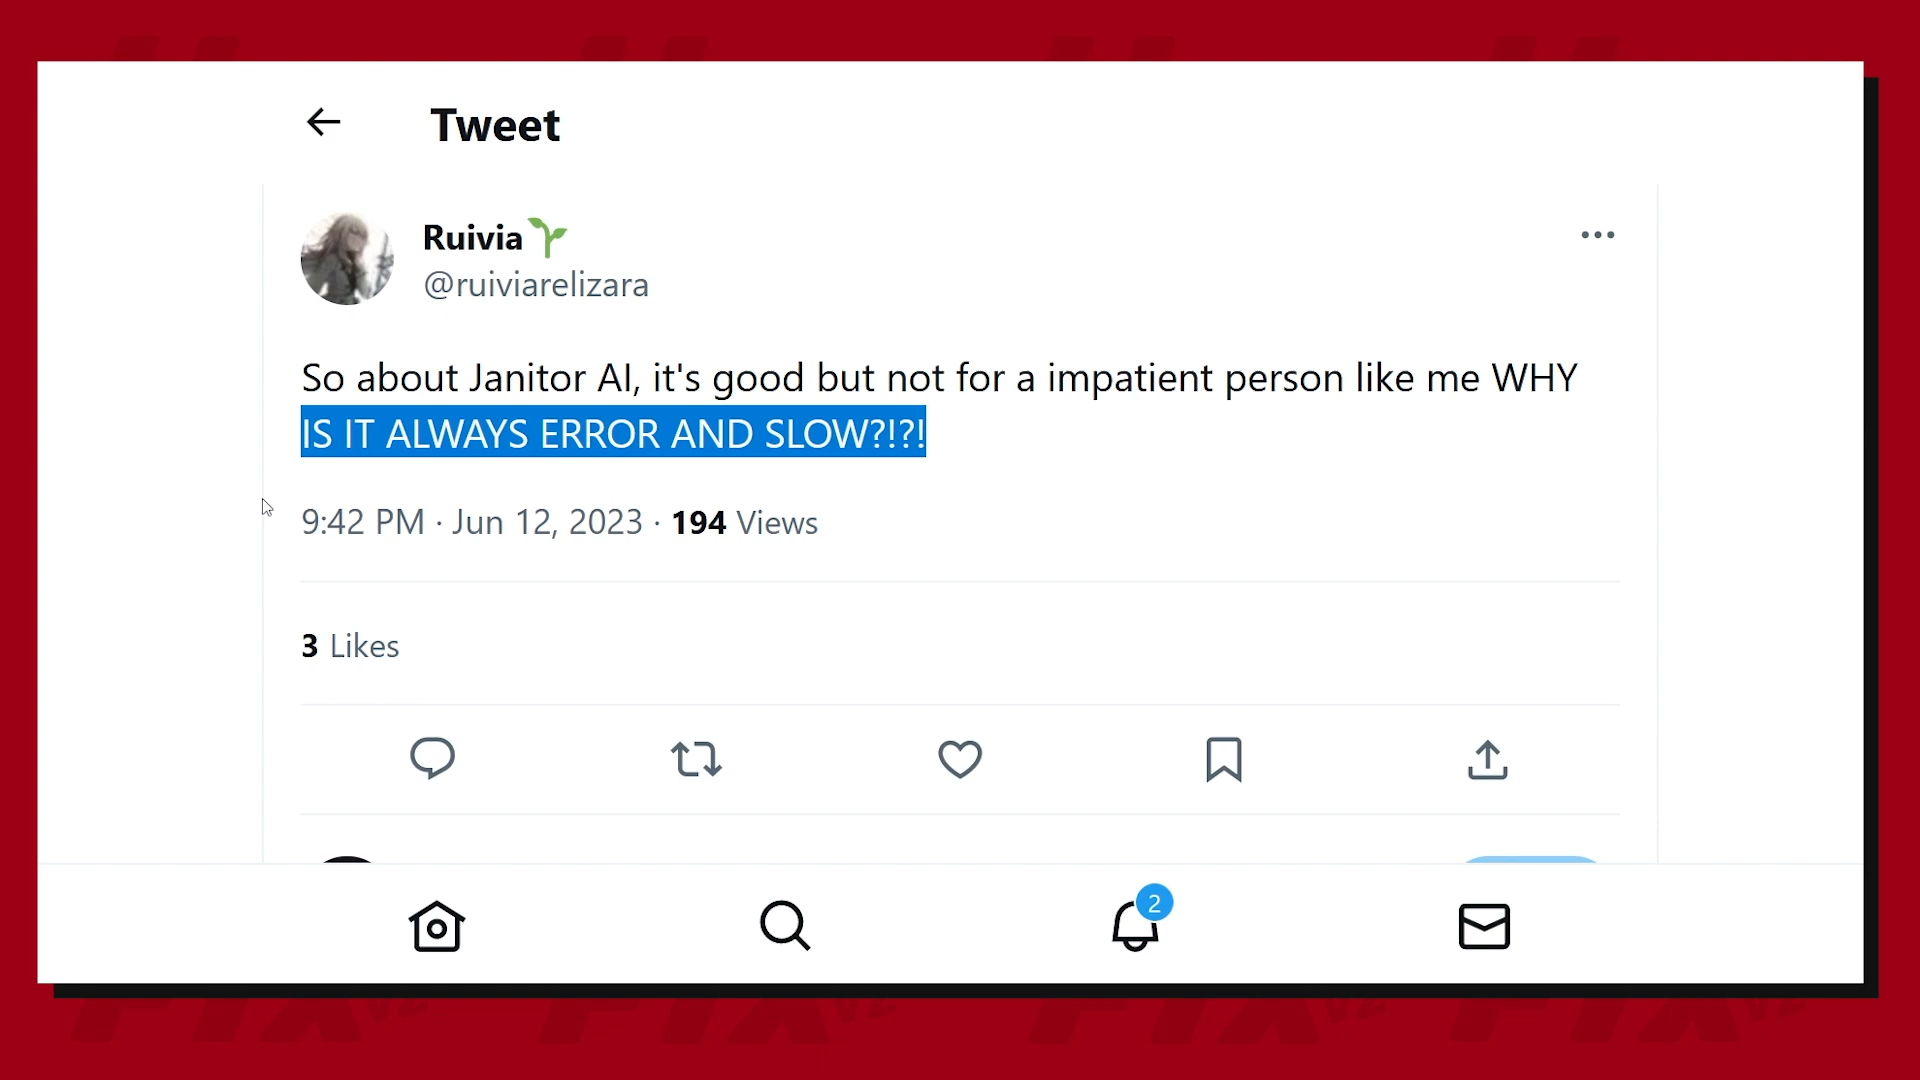 Tweet
Ruivia
@ruiviarelizara
So about Janitor AI, it's good but not for a impatient person like me WHY
IS IT ALWAYS ERROR AND SLOW?!?!
9:42 PM · Jun 12, 2023 · 194 Views
3 Likes
2